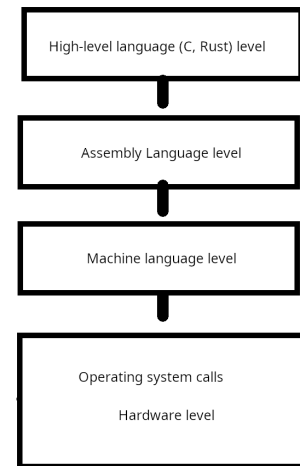 High-level language (C, Rust) level
Assembly Language level
Machine language level
Operating system calls
Hardware level